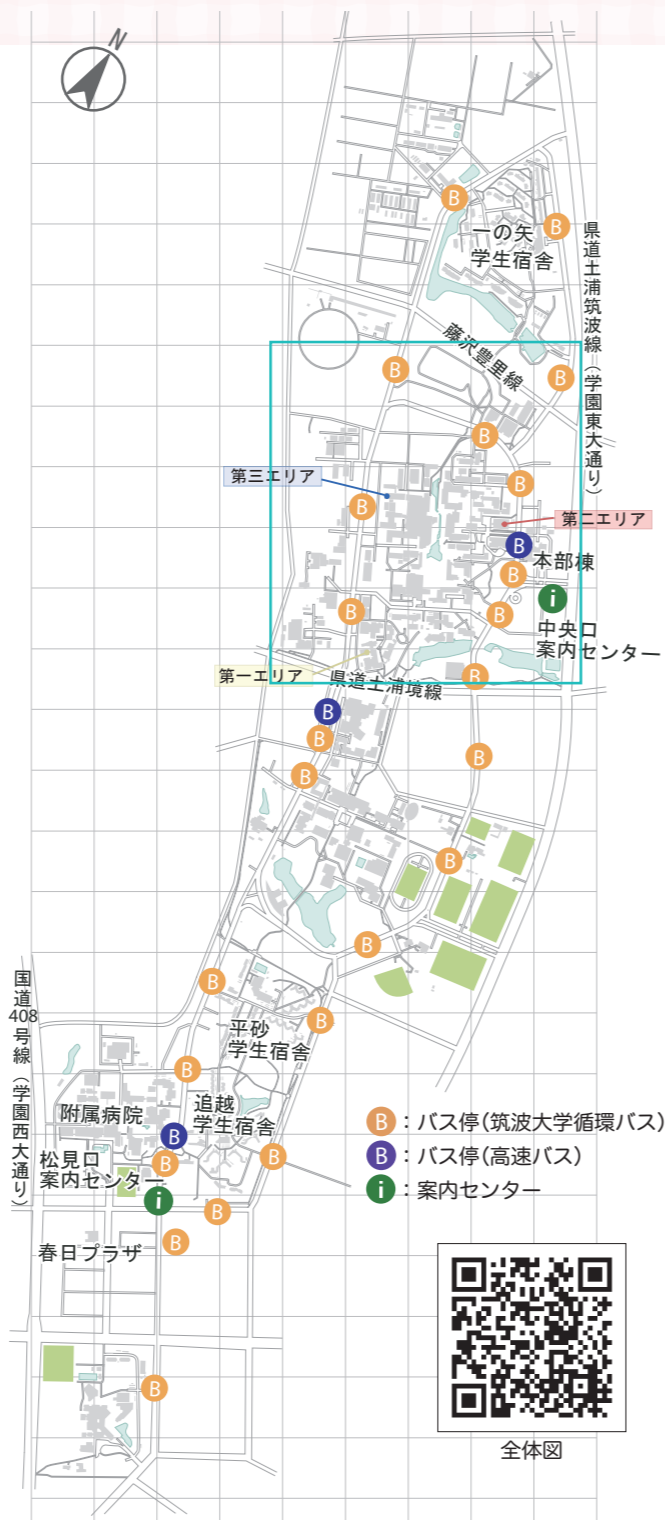 N
B
一の矢
学生宿舎
B
県道土浦筑波線（学園東大通り）
藤沢豊里線
B
B
B
第三エリア
B
B
第二エリア
B
本部棟
B
i
B
B
中央口
案内センター
第一エリア
B
県道土浦境線
B
B
B
B
B
B
国道408号線（学園西大通り）
B
B
平砂
学生宿舎
B
附属病院
追越
学生宿舎
B
B
B
松見口
案内センター
i
B
B
春日プラザ
B
B：バス停(筑波大学循環バス)
B：バス停(高速バス)
i：案内センター
全体図